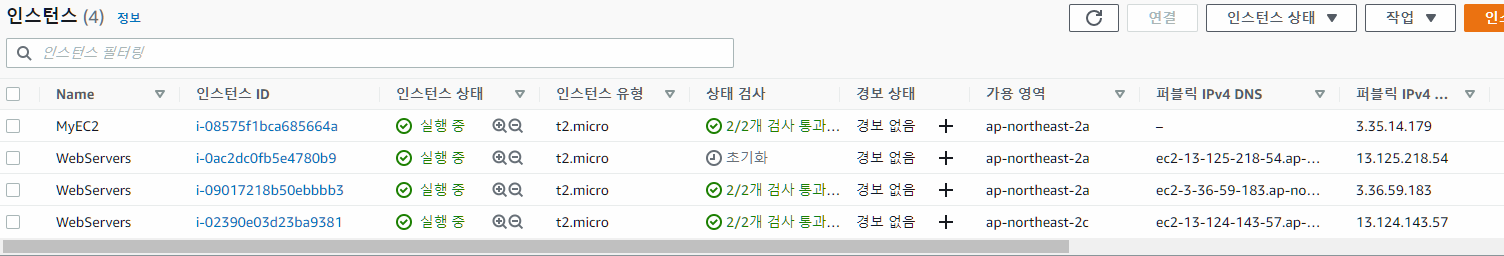 인스턴스 (4) 정보 연결 인스턴스 상태 작업 인스
인스턴스 필터링
Name 인스턴스 ID 인스턴스 상태 인스턴스 유형 상태 검사 경보 상태 가용 영역 퍼블릭 IPv4 DNS 퍼블릭 IPv4 ...
MyEC2 i-08575f1bca685664a 실행 중 t2.micro 2/2개 검사 통과... 경보 없음 + ap-northeast-2a – 3.35.14.179
WebServers i-0ac2dc0fb5e4780b9 실행 중 t2.micro 초기화 경보 없음 + ap-northeast-2a ec2-13-125-218-54.ap-... 13.125.218.54
WebServers i-09017218b50ebbbb3 실행 중 t2.micro 2/2개 검사 통과... 경보 없음 + ap-northeast-2a ec2-3-36-59-183.ap-no... 3.36.59.183
WebServers i-02390e03d23ba9381 실행 중 t2.micro 2/2개 검사 통과... 경보 없음 + ap-northeast-2c ec2-13-124-143-57.ap-... 13.124.143.57